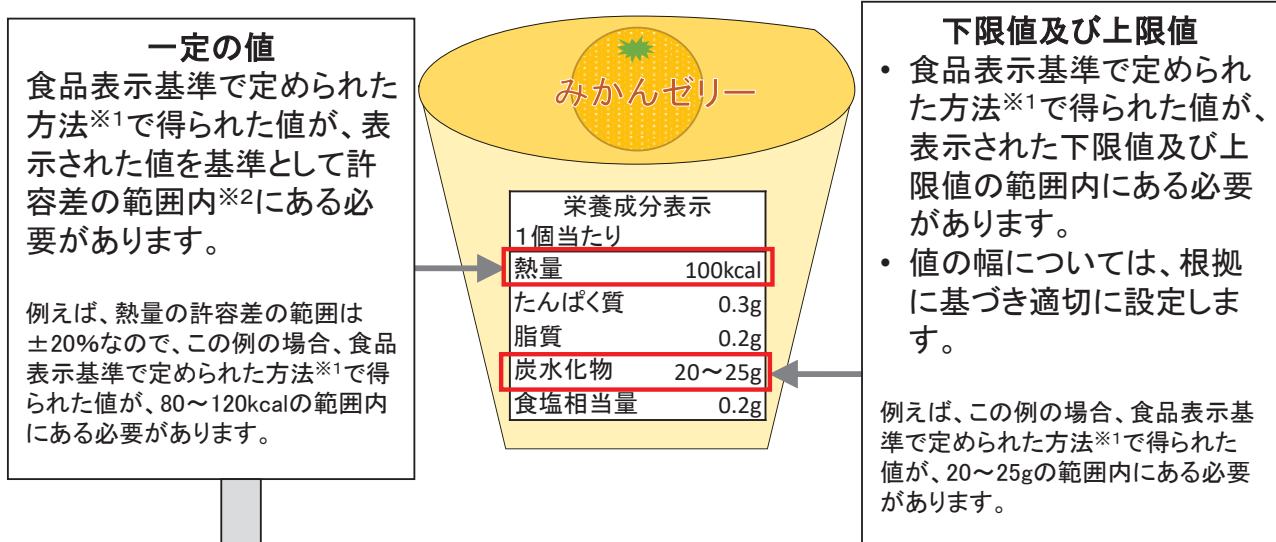 一定の値
食品表示基準で定められた
方法※1で得られた値が、表
示された値を基準として許
容差の範囲内※2にある必
要があります。
例えば、熱量の許容差の範囲は
±20%なので、この例の場合、食品
表示基準で定められた方法※1で得
られた値が、80～120kcalの範囲内
にある必要があります。
みかんゼリー
栄養成分表示
1個当たり
熱量 100kcal
たんぱく質 0.3g
脂質 0.2g
炭水化物 20～25g
食塩相当量 0.2g
下限値及び上限値
• 食品表示基準で定められ
た方法※1で得られた値が、
表示された下限値及び上
限値の範囲内にある必要
があります。
• 値の幅については、根拠
に基づき適切に設定しま
す。
例えば、この例の場合、食品表示基
準で定められた方法※1で得られた
値が、20～25gの範囲内にある必要
があります。